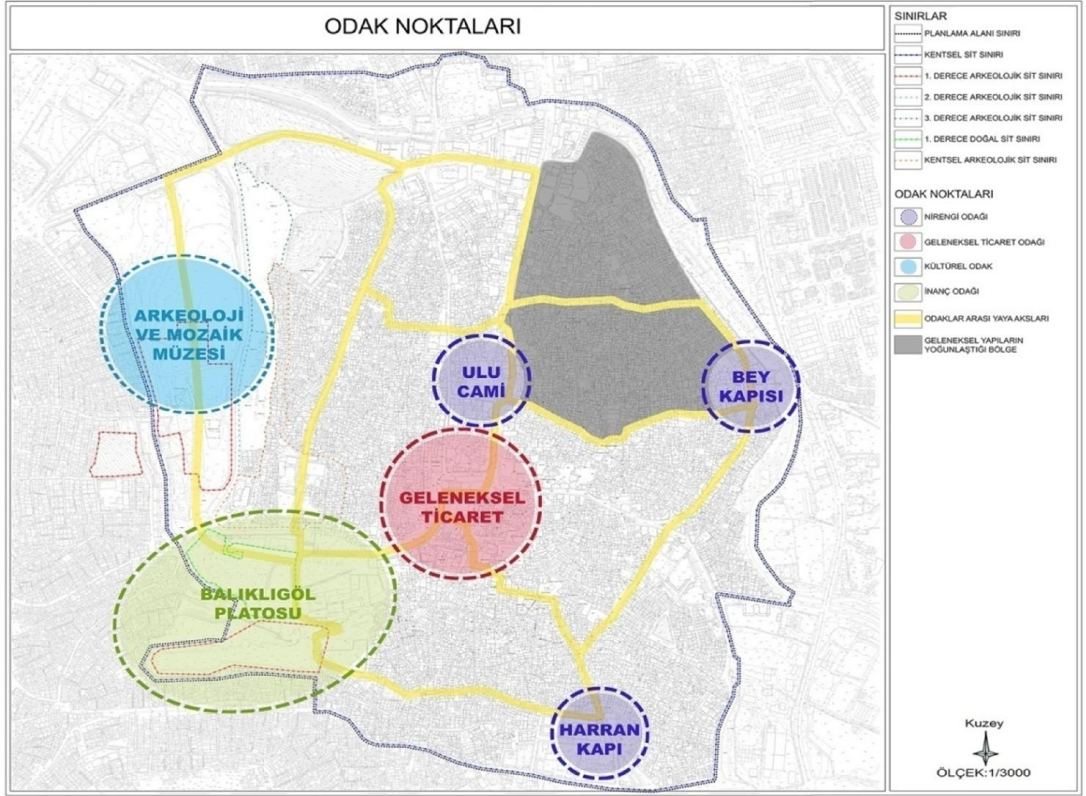 ODAK NOKTALARI
ARKEOLOJİ
VE MOZAİK
MÜZESİ
ULU
CAMİ
BEY
KAPISI
GELENEKSEL
TİCARET
BALIKLIGÖL
PLATOSU
HARRAN
KAPI
SINIRLAR
PLANLAMA ALANI SINIRI
KENTSEL SİT SINIRI
1. DERECE ARKEOLOJİK SİT SINIRI
2. DERECE ARKEOLOJİK SİT SINIRI
3. DERECE ARKEOLOJİK SİT SINIRI
1. DERECE DOĞAL SİT SINIRI
KENTSEL ARKEOLOJİK SİT SINIRI
ODAK NOKTALARI
NİRENGİ ODAĞI
GELENEKSEL TİCARET ODAĞI
KÜLTÜREL ODAK
İNANÇ ODAĞI
ODAKLAR ARASI YAYA AKSLARI
GELENEKSEL YAPILARIN
YOĞUNLAŞTIĞI BÖLGE
Kuzey
ÖLÇEK:1/3000